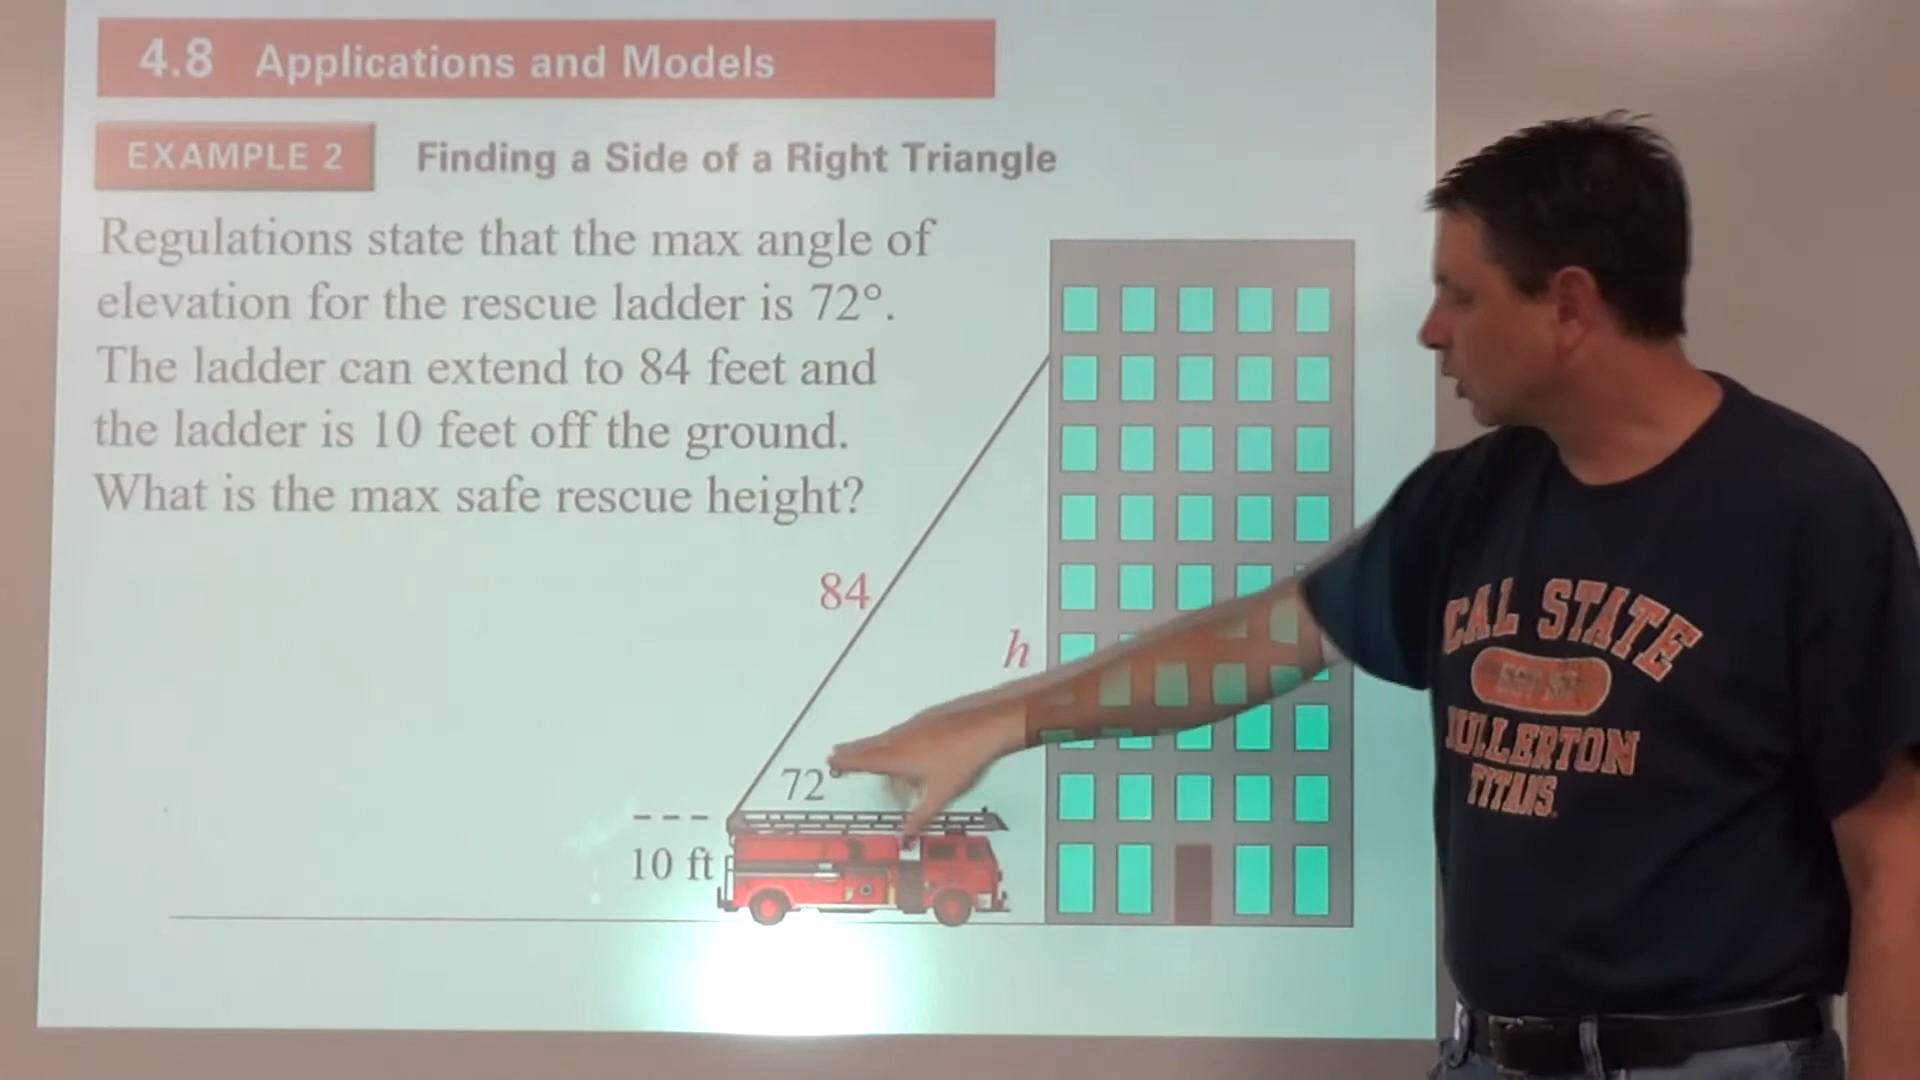 4.8 Applications and Models
EXAMPLE 2 Finding a Side of a Right Triangle
Regulations state that the max angle of
elevation for the rescue ladder is 72°.
The ladder can extend to 84 feet and
the ladder is 10 feet off the ground.
What is the max safe rescue height?
84
h
72°
10 ft
CAL STATE
FULLERTON
TITANS